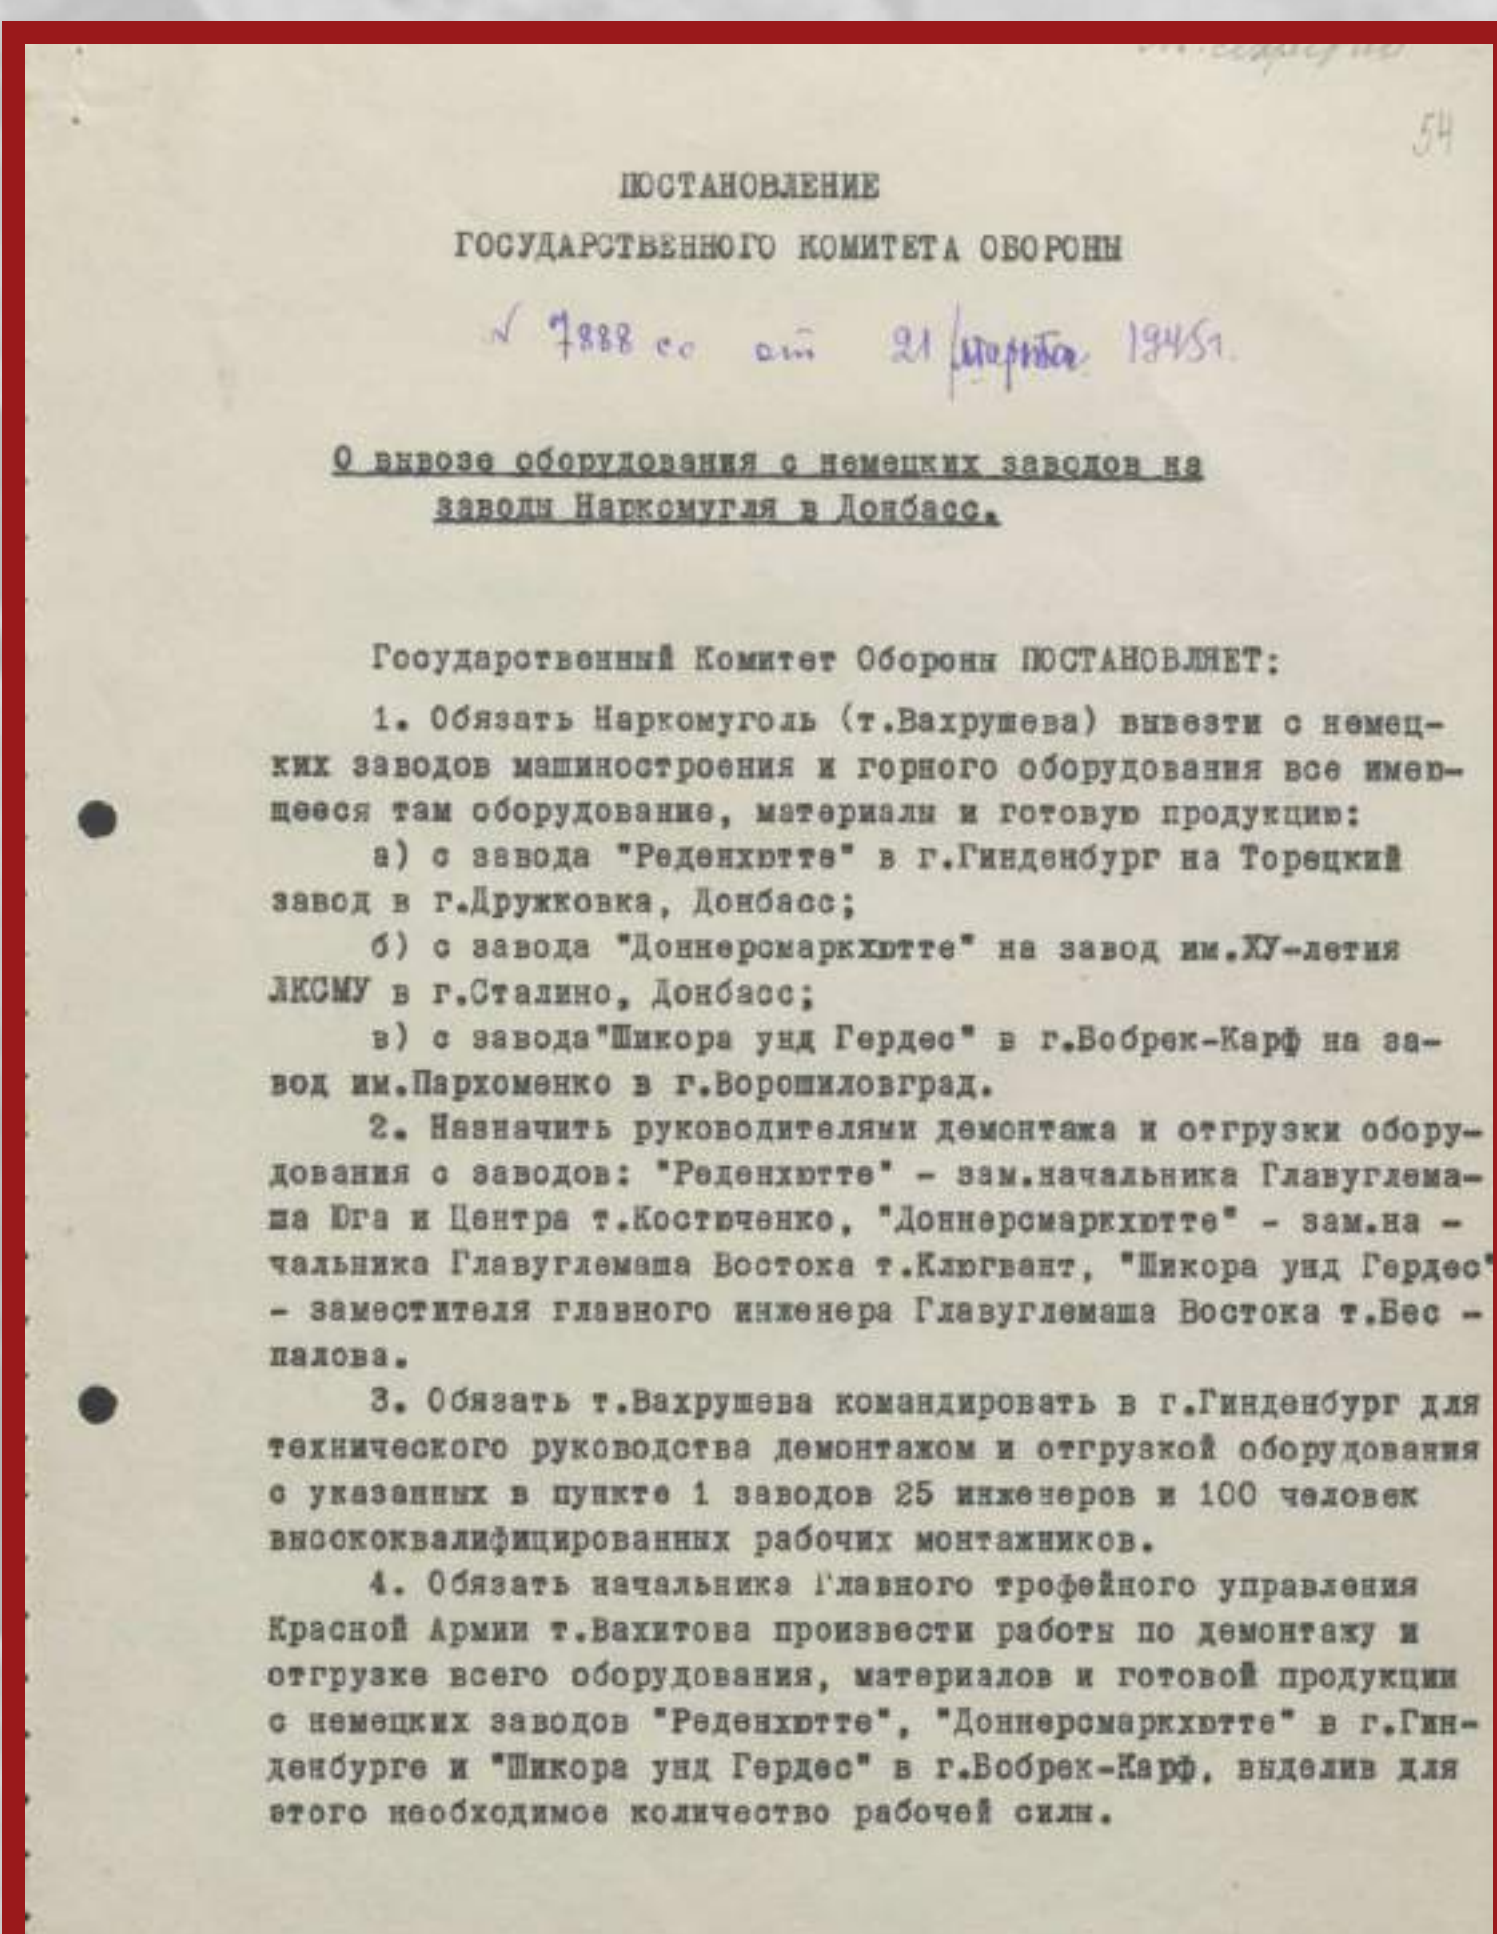 54
ПОСТАНОВЛЕНИЕ
ГОСУДАРСТВЕННОГО КОМИТЕТА ОБОРОНЫ
№ 7888 сс от 21 марта 1945г.
О вывозе оборудования с немецких заводов на
заводы Наркомугля в Донбасс.
Государственный Комитет Обороны ПОСТАНОВЛЯЕТ:
1. Обязать Наркомуголь (т.Вахрушева) вывезти с немец-
ких заводов машиностроения и горного оборудования все имею-
щееся там оборудование, материалы и готовую продукцию:
а) с завода "Реденхютте" в г.Гинденбург на Торецкий
завод в г.Дружковка, Донбасс;
б) с завода "Доннерсмаркхютте" на завод им.ХУ-летия
ЛКСМУ в г.Сталино, Донбасс;
в) с завода"Шикора унд Гердес" в г.Бобрек-Карф на за-
вод им.Пархоменко в г.Ворошиловград.
2. Назначить руководителями демонтажа и отгрузки обору-
дования с заводов: "Реденхютте" - зам.начальника Главуглема-
ша Юга и Центра т.Костюченко, "Доннерсмаркхютте" - зам.на -
чальника Главуглемаша Востока т.Клюгвант, "Шикора унд Гердес"
- заместителя главного инженера Главуглемаша Востока т.Бес -
палова.
3. Обязать т.Вахрушева командировать в г.Гинденбург для
технического руководства демонтажом и отгрузкой оборудования
с указанных в пункте 1 заводов 25 инженеров и 100 человек
высококвалифицированных рабочих монтажников.
4. Обязать начальника Главного трофейного управления
Красной Армии т.Вахитова произвести работы по демонтажу и
отгрузке всего оборудования, материалов и готовой продукции
с немецких заводов "Реденхютте", "Доннерсмаркхютте" в г.Гин-
денбурге и "Шикора унд Гердес" в г.Бобрек-Карф, выделив для
этого необходимое количество рабочей силы.